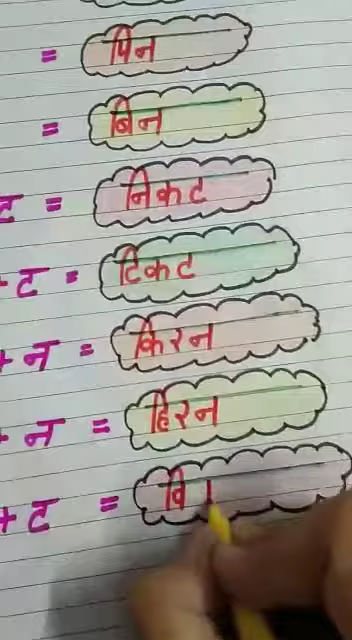 = पिन
= बिन
ट = निकट
+ ट = टिकट
+ न = किरन
+ न = हिरन
+ ट = वि